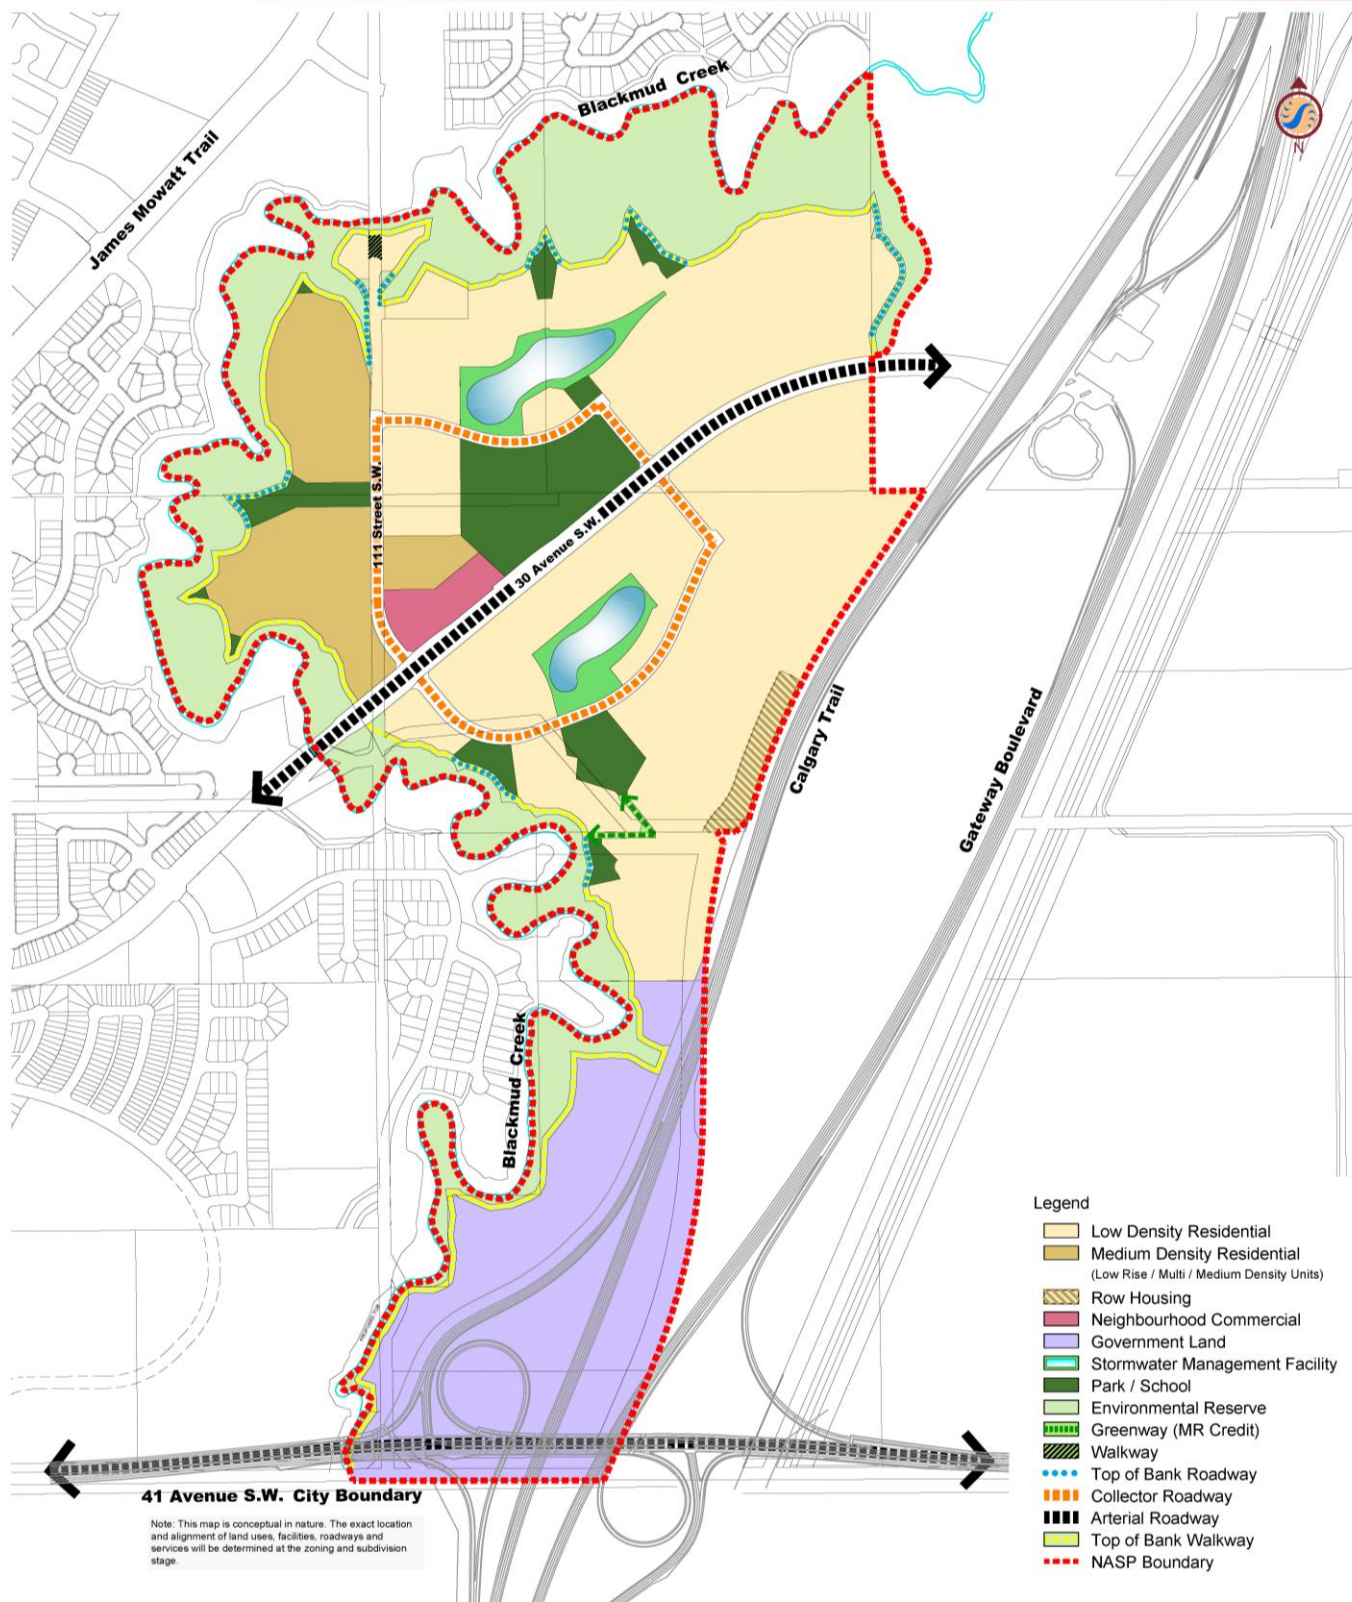 Blackmud Creek
James Mowatt Trail
N
111 Street S.W.
30 Avenue S.W.
Calgary Trail
Gateway Boulevard
Blackmud Creek
Legend
Low Density Residential
Medium Density Residential
(Low Rise / Multi / Medium Density Units)
Row Housing
Neighbourhood Commercial
Government Land
Stormwater Management Facility
Park / School
Environmental Reserve
Greenway (MR Credit)
Walkway
Top of Bank Roadway
Collector Roadway
Arterial Roadway
Top of Bank Walkway
NASP Boundary
41 Avenue S.W. City Boundary
Note: This map is conceptual in nature. The exact location
and alignment of land uses, facilities, roadways and
services will be determined at the zoning and subdivision
stage.